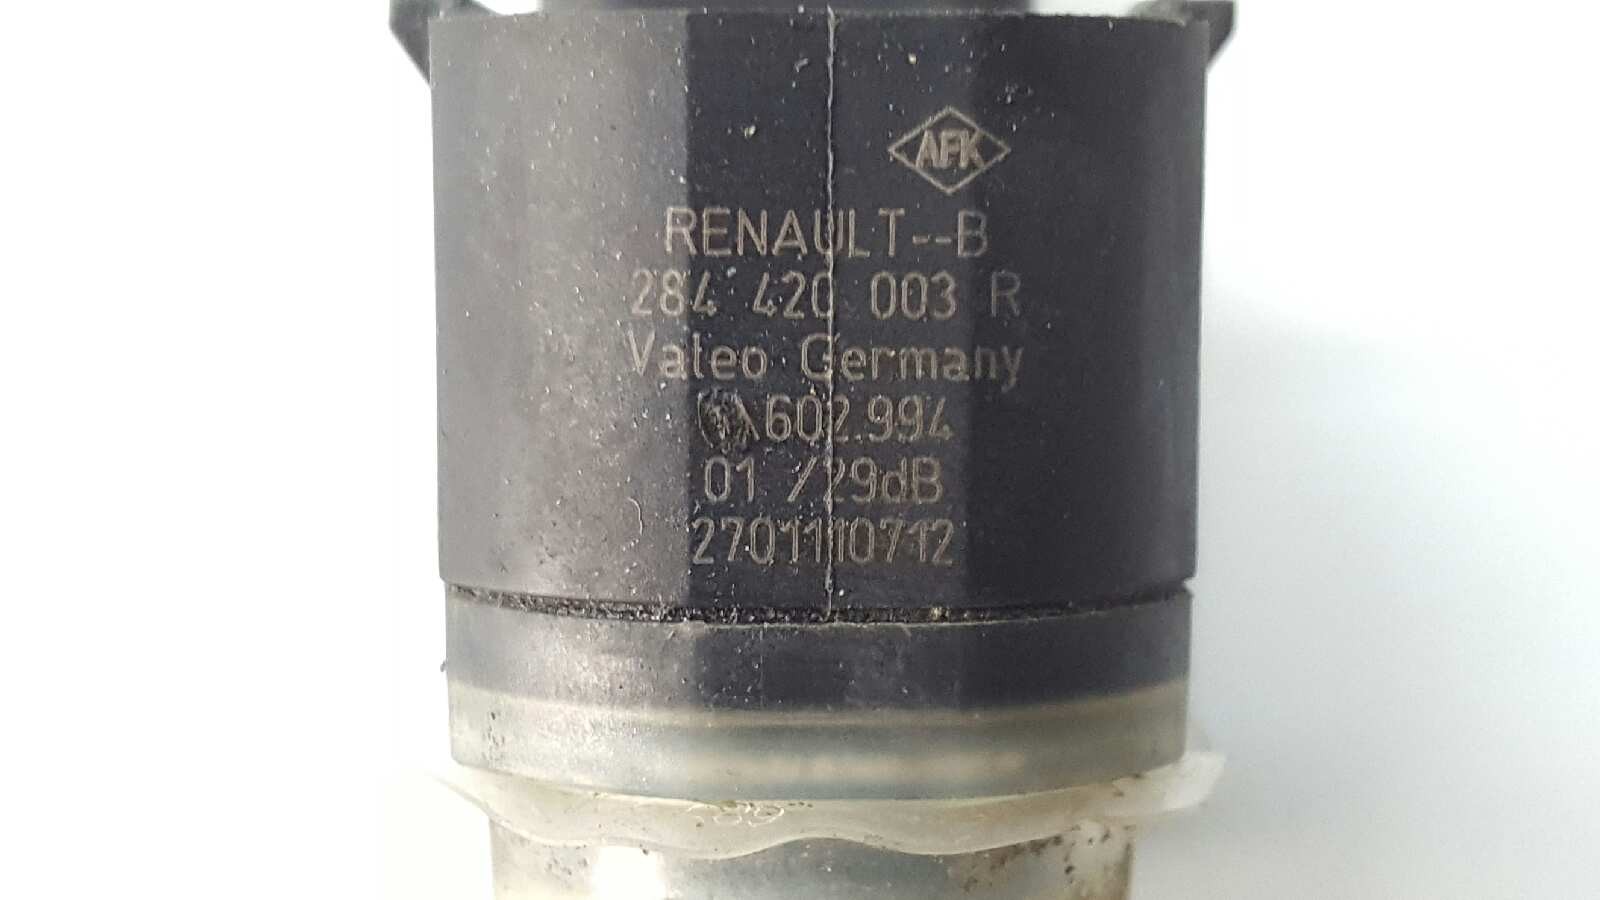 AFK
RENAULT--B
284 420 003 R
Valeo Germany
602.994
01 /29dB
2701110712